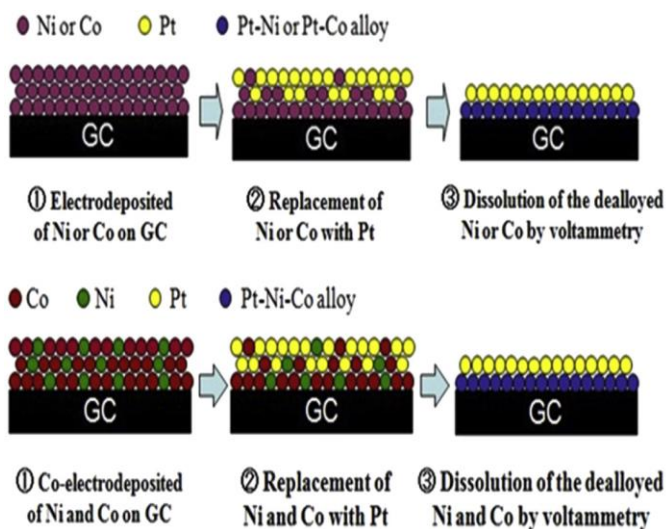 Ni or Co Pt Pt-Ni or Pt-Co alloy
GC GC GC
① Electrodeposited
of Ni or Co on GC
② Replacement of
Ni or Co with Pt
③ Dissolution of the dealloyed
Ni or Co by voltammetry
Co Ni Pt Pt-Ni-Co alloy
GC GC GC
① Co-electrodeposited
of Ni and Co on GC
② Replacement of
Ni and Co with Pt
③ Dissolution of the dealloyed
Ni and Co by voltammetry